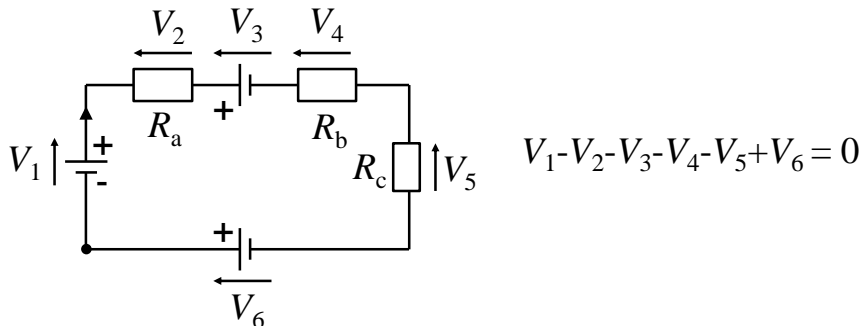 V2 V3 V4
+
Ra Rb
V1 + - Rc V5
V1-V2-V3-V4-V5+V6 = 0
+
V6